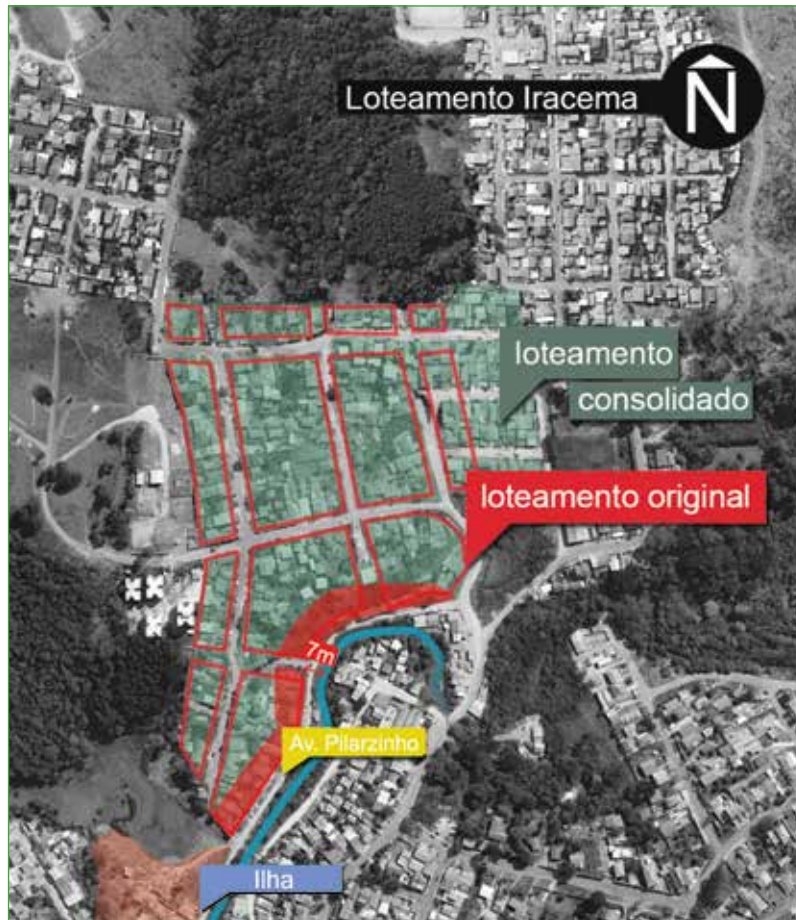 Loteamento Iracema
N
loteamento
consolidado
loteamento original
7m
Av. Pilarzinho
Ilha